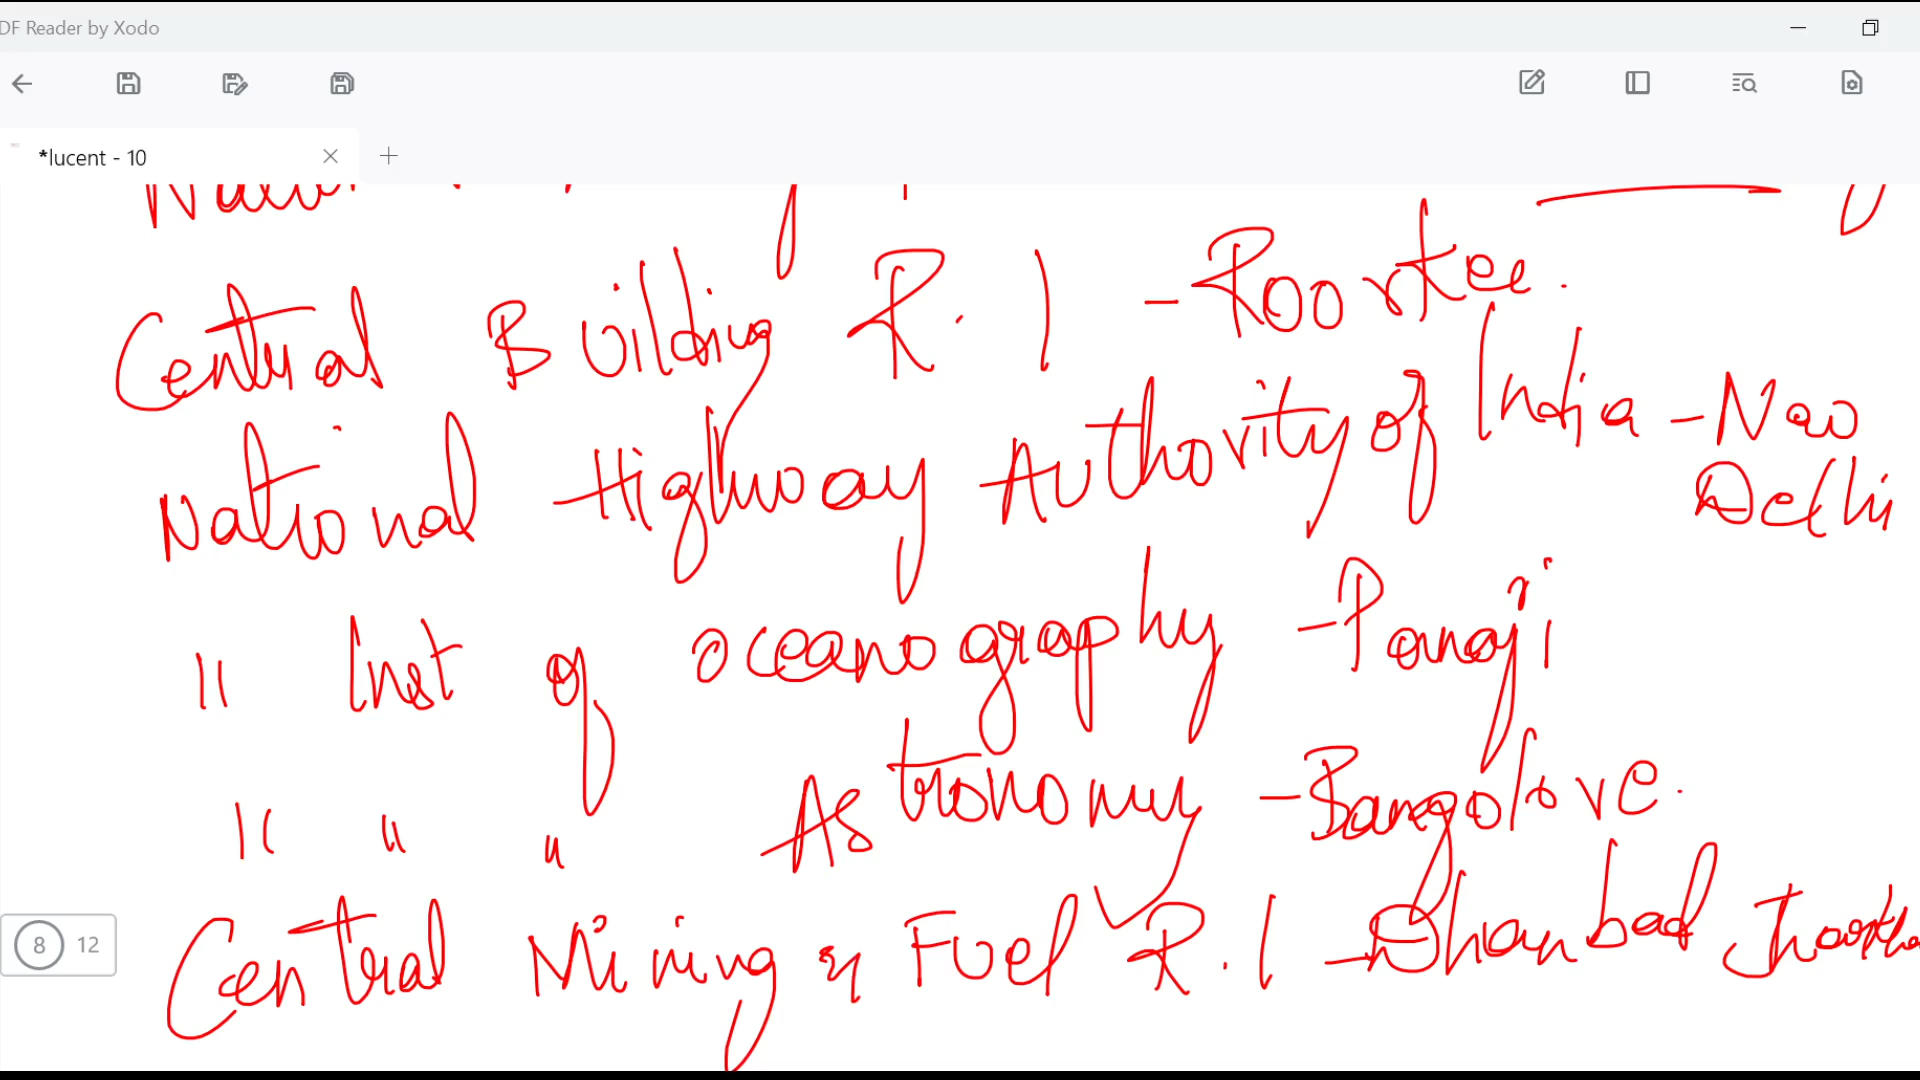 DF Reader by Xodo
*lucent - 10
Central Building R. I - Roorkee.
National Highway Authority of India - New
Delhi
" Inst of oceanography - Panaji
" " " Astronomy - Bangalore.
Central Mining & Fuel R. I - Dhanbad Jharkha
8 12